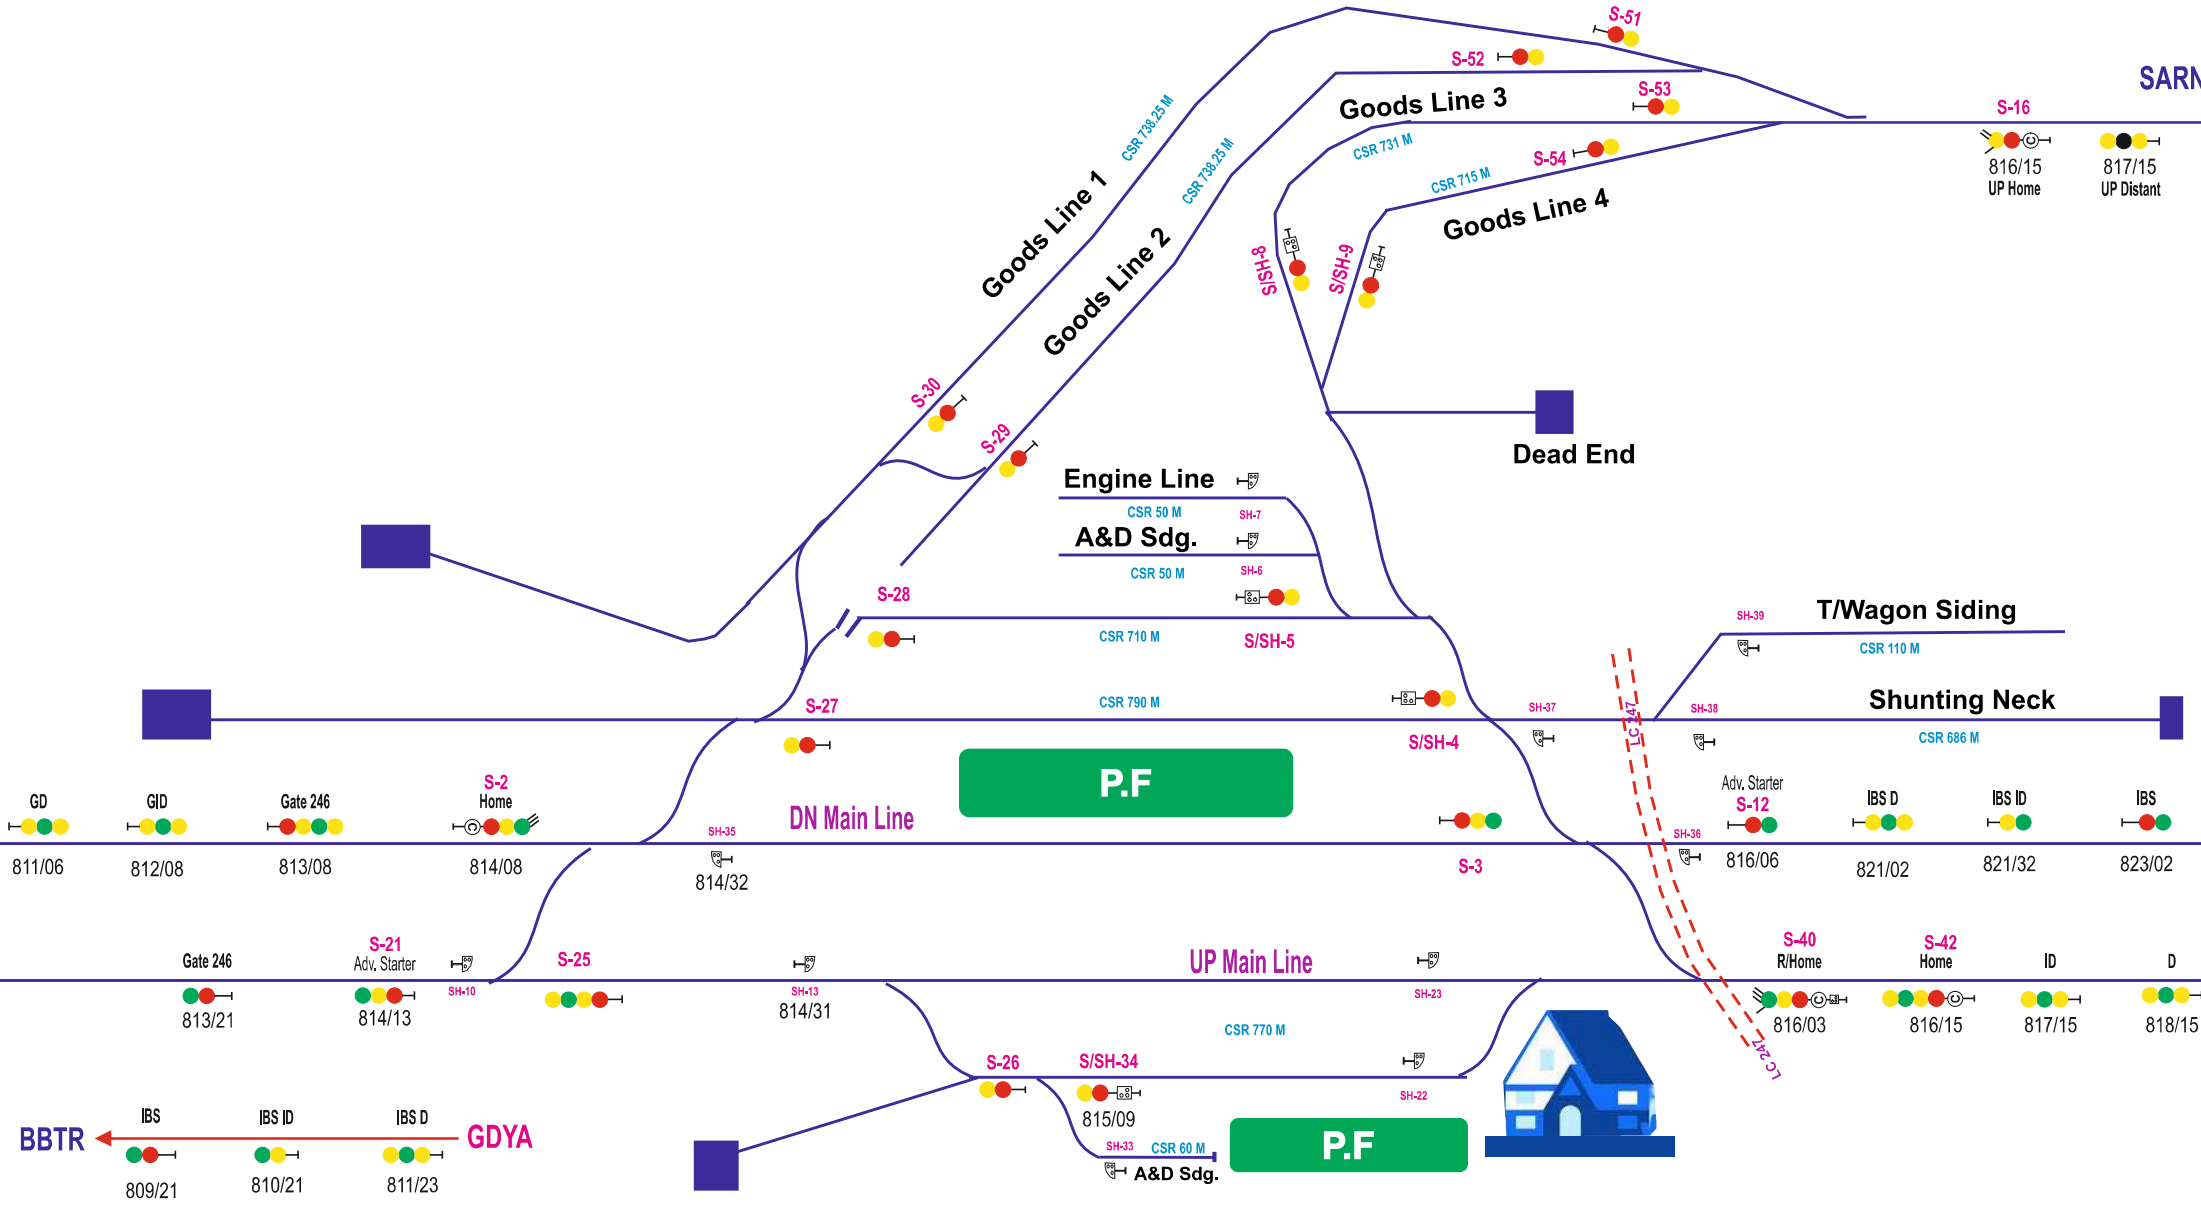 S-51
S-52
SARN
Goods Line 3
S-53
S-16
CSR 738.25 M
CSR 738.25 M
CSR 731 M
S-54
C
816/15
UP Home
817/15
UP Distant
CSR 715 M
Goods Line 1
Goods Line 2
Goods Line 4
S/SH-8
S/SH-9
S-30
S-29
Dead End
Engine Line
CSR 50 M
SH-7
A&D Sdg.
CSR 50 M
SH-6
S-28
CSR 710 M
S/SH-5
SH-39
T/Wagon Siding
CSR 110 M
S-27
CSR 790 M
S/SH-4
SH-37
LC 247
SH-38
Shunting Neck
CSR 686 M
P.F
GD
GID
Gate 246
S-2
Home
C
DN Main Line
811/06
812/08
813/08
814/08
SH-35
814/32
S-3
SH-36
Adv. Starter
S-12
816/06
IBS D
821/02
IBS ID
821/32
IBS
823/02
Gate 246
813/21
S-21
Adv. Starter
814/13
SH-10
S-25
SH-13
814/31
UP Main Line
SH-23
S-40
R/Home
C
816/03
S-42
Home
C
816/15
ID
817/15
D
818/15
LC 247
CSR 770 M
S-26
S/SH-34
815/09
SH-22
SH-33
CSR 60 M
A&D Sdg.
P.F
BBTR
IBS
809/21
IBS ID
810/21
IBS D
811/23
GDYA